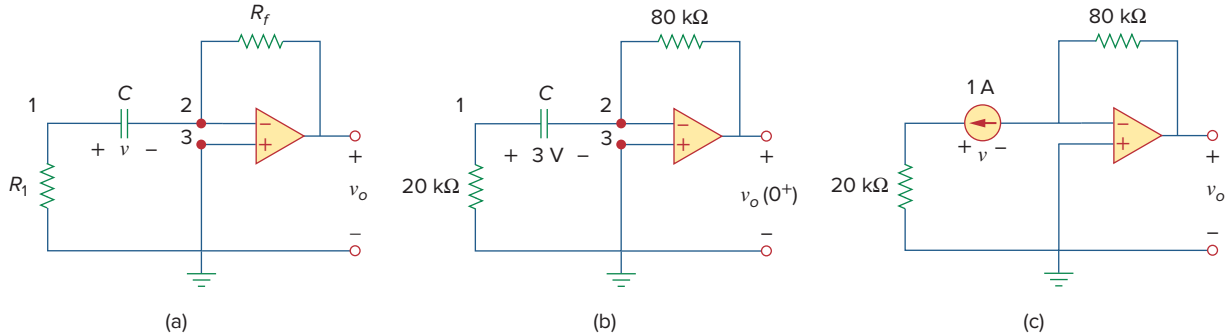 R_f
1
C
2
3
+ v −
−
+
R_1
+
v_o
−
(a)
80 kΩ
1
C
2
3
+ 3 V −
−
+
20 kΩ
+
v_o (0⁺)
−
(b)
80 kΩ
1 A
+ v −
−
+
20 kΩ
+
v_o
−
(c)